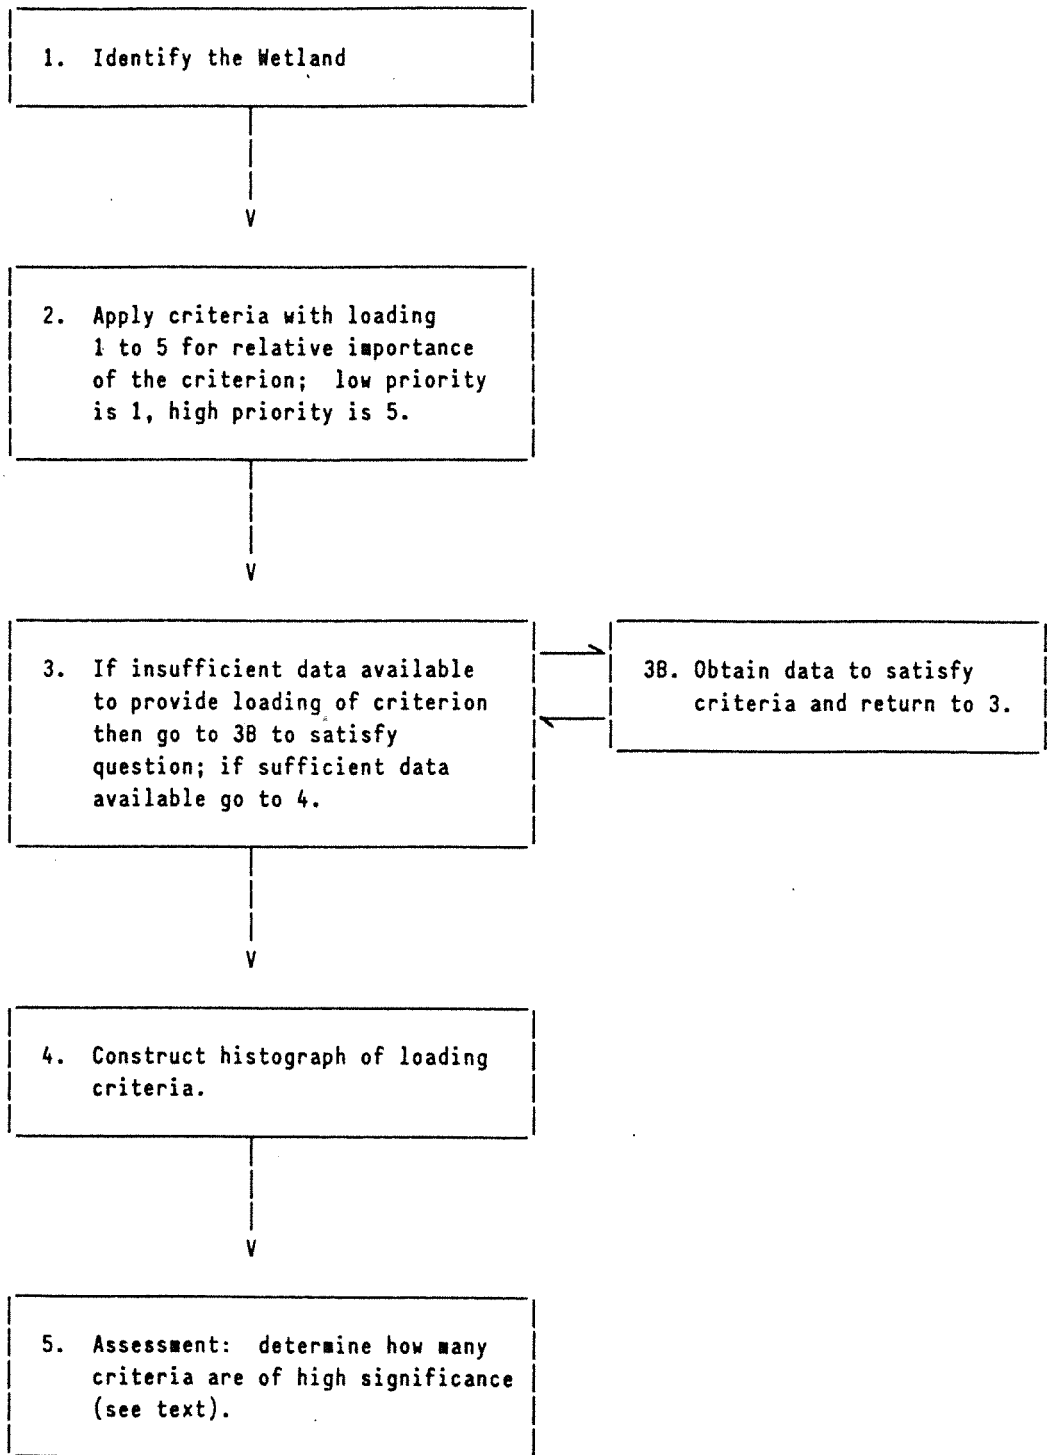 1. Identify the Wetland
2. Apply criteria with loading
1 to 5 for relative importance
of the criterion; low priority
is 1, high priority is 5.
3. If insufficient data available
to provide loading of criterion
then go to 3B to satisfy
question; if sufficient data
available go to 4.
3B. Obtain data to satisfy
criteria and return to 3.
4. Construct histograph of loading
criteria.
5. Assessment: determine how many
criteria are of high significance
(see text).